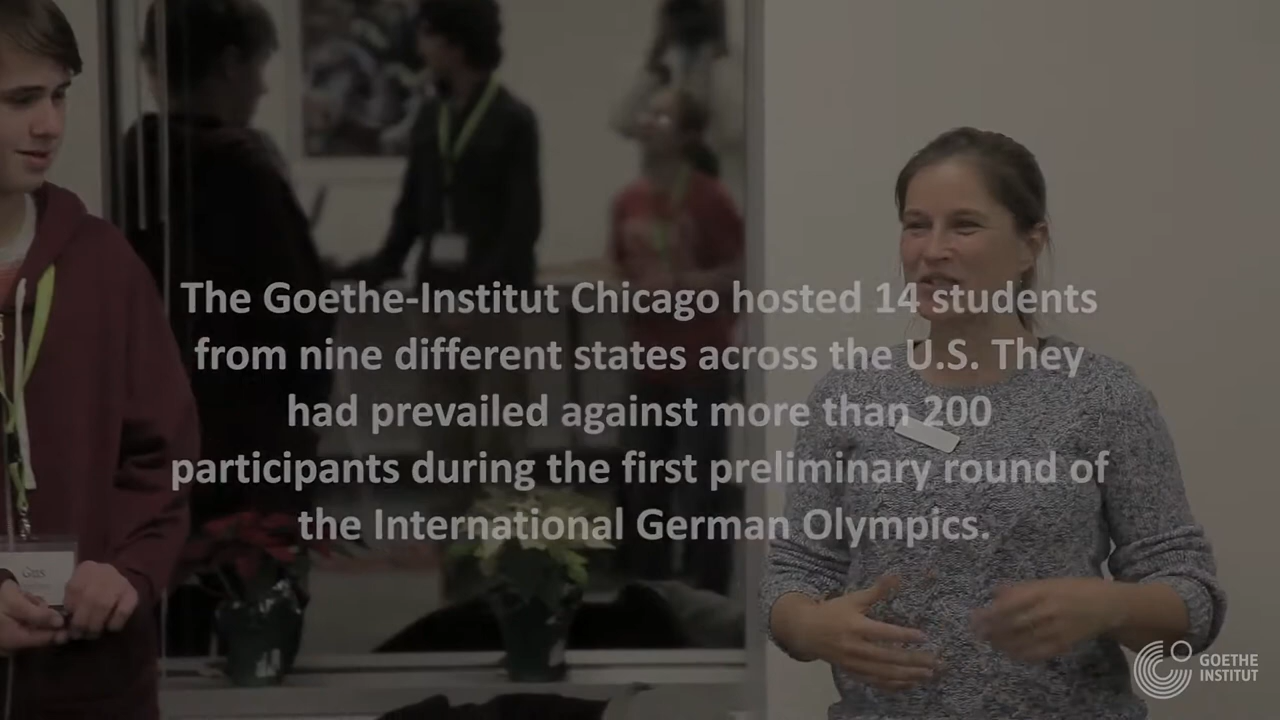 The Goethe-Institut Chicago hosted 14 students
from nine different states across the U.S. They
had prevailed against more than 200
participants during the first preliminary round of
the International German Olympics.
GOETHE
INSTITUT